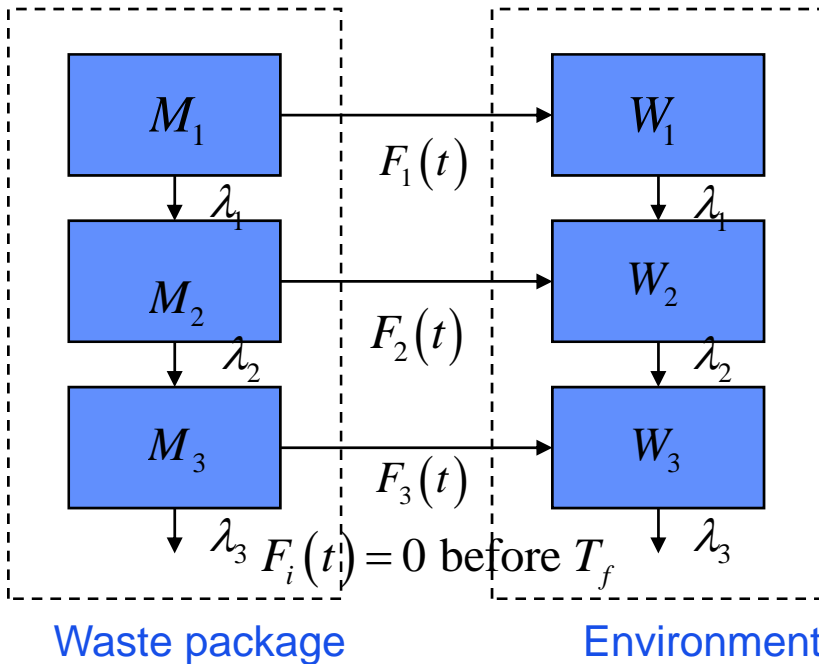 M₁ W₁
F₁(t)
λ₁ λ₁
M₂ W₂
F₂(t)
λ₂ λ₂
M₃ W₃
F₃(t)
λ₃ Fᵢ(t) = 0 before T_f λ₃
Waste package Environment